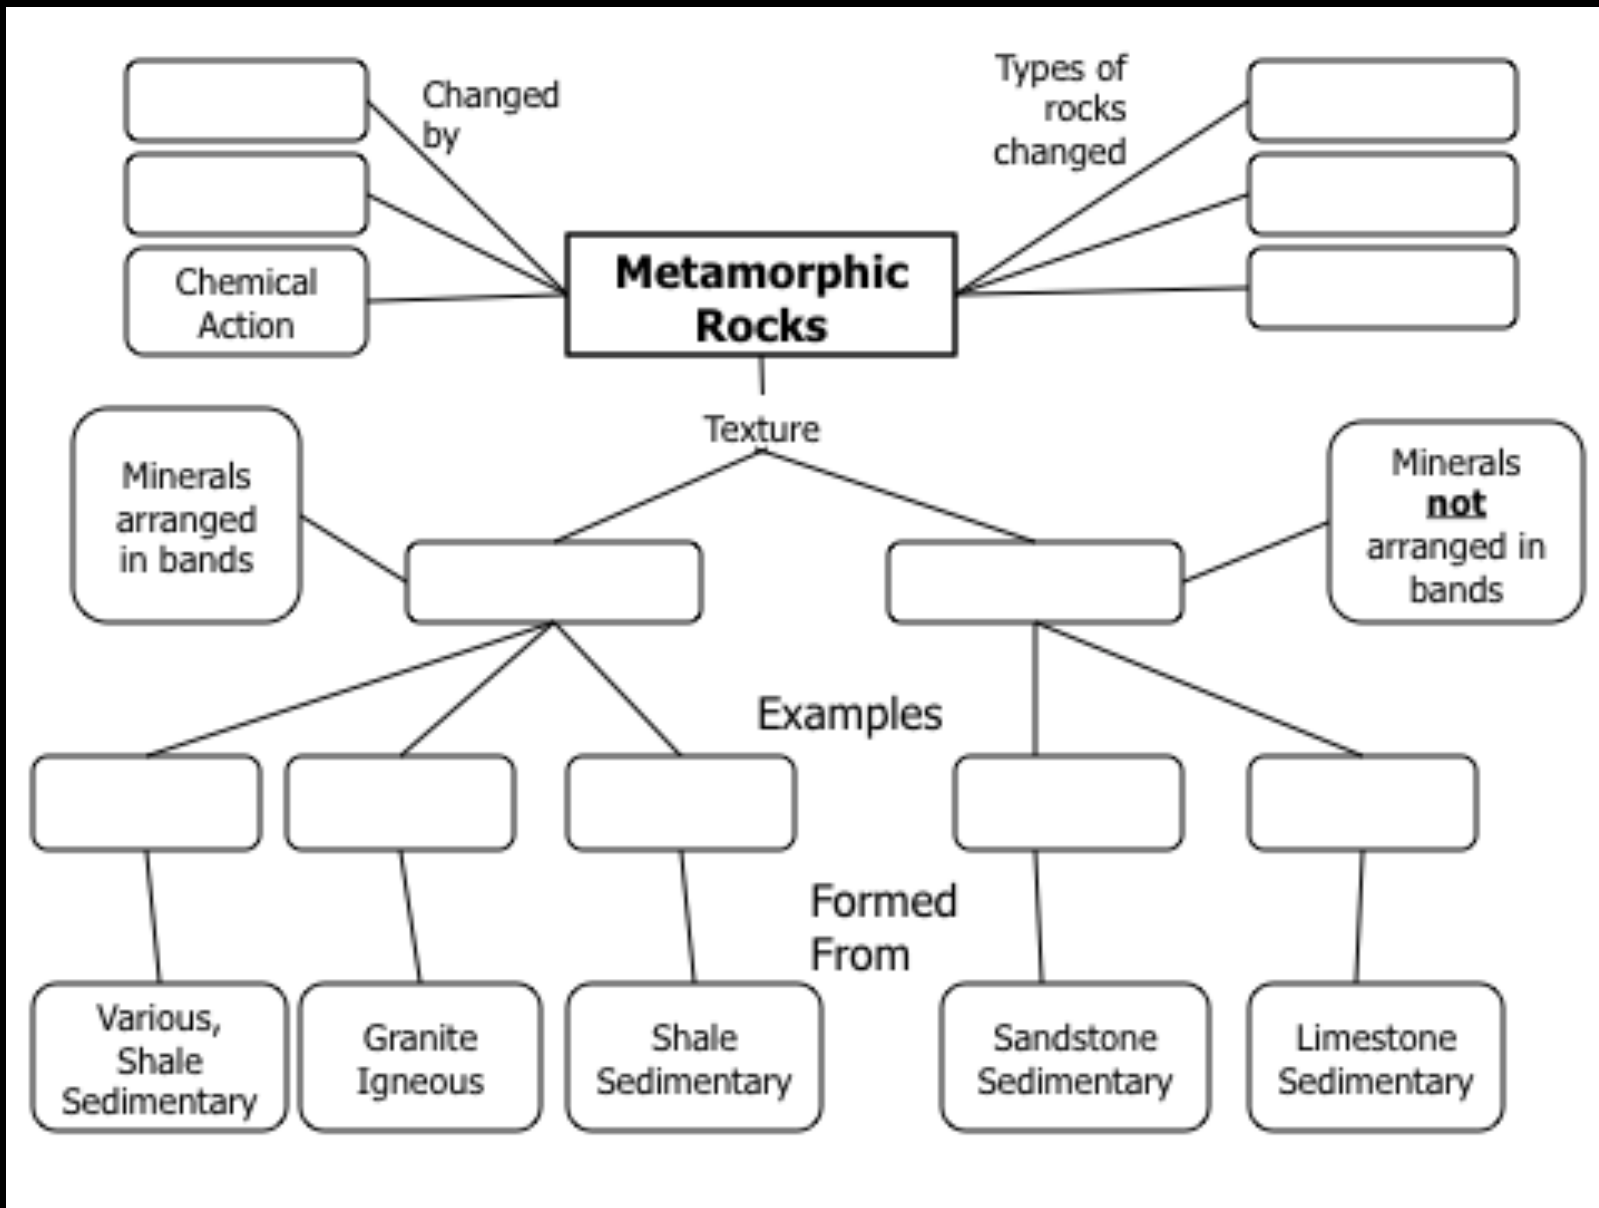 Changed
by
Types of
rocks
changed
Chemical
Action
Metamorphic
Rocks
Texture
Minerals
arranged
in bands
Minerals
not
arranged in
bands
Examples
Formed
From
Various,
Shale
Sedimentary
Granite
Igneous
Shale
Sedimentary
Sandstone
Sedimentary
Limestone
Sedimentary